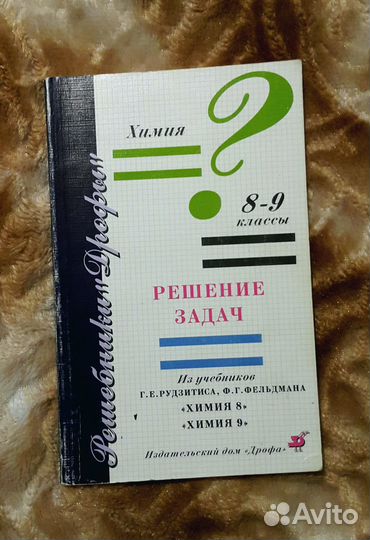 Решебники «Дрофы»
Химия
?
8-9
классы
РЕШЕНИЕ
ЗАДАЧ
Из учебников
Г.Е.РУДЗИТИСА, Ф.Г.ФЕЛЬДМАНА
«ХИМИЯ 8»
«ХИМИЯ 9»
Издательский дом «Дрофа»
Avito